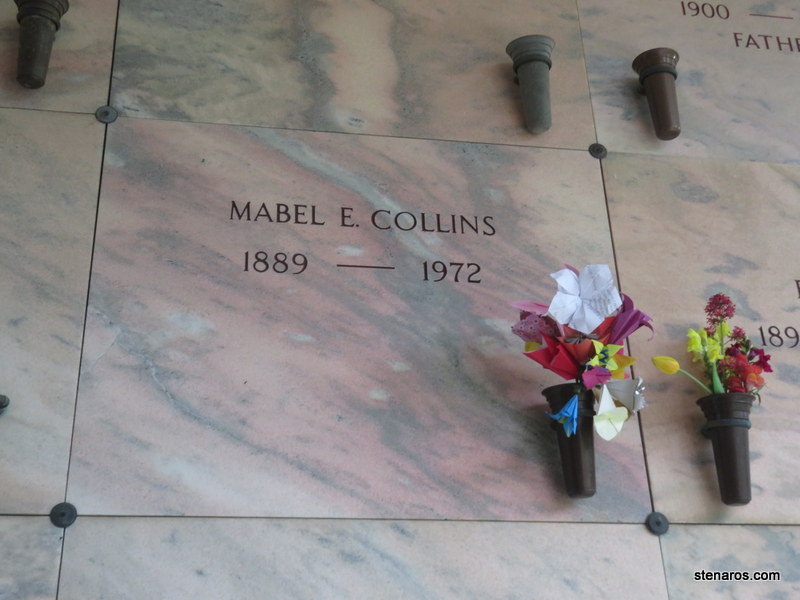 1900 —
FATHE
MABEL E. COLLINS
1889 — 1972
189
stenaros.com